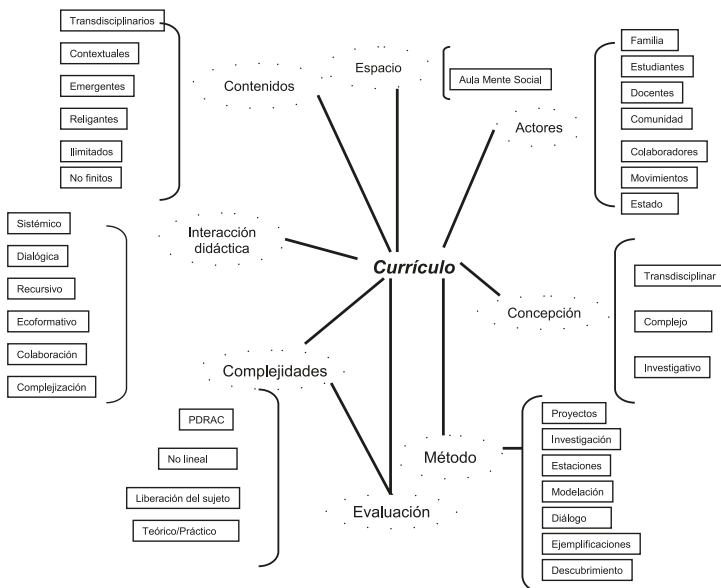 Transdisciplinarios
Contextuales
Emergentes
Religantes
Ilimitados
No finitos
Contenidos
Espacio
Aula Mente Social
Actores
Familia
Estudiantes
Docentes
Comunidad
Colaboradores
Movimientos
Estado
Sistémico
Dialógica
Recursivo
Ecoformativo
Colaboración
Complejización
Interacción
didáctica
Currículo
Concepción
Transdisciplinar
Complejo
Investigativo
Complejidades
PDRAC
No lineal
Liberación del sujeto
Teórico/Práctico
Evaluación
Método
Proyectos
Investigación
Estaciones
Modelación
Diálogo
Ejemplificaciones
Descubrimiento